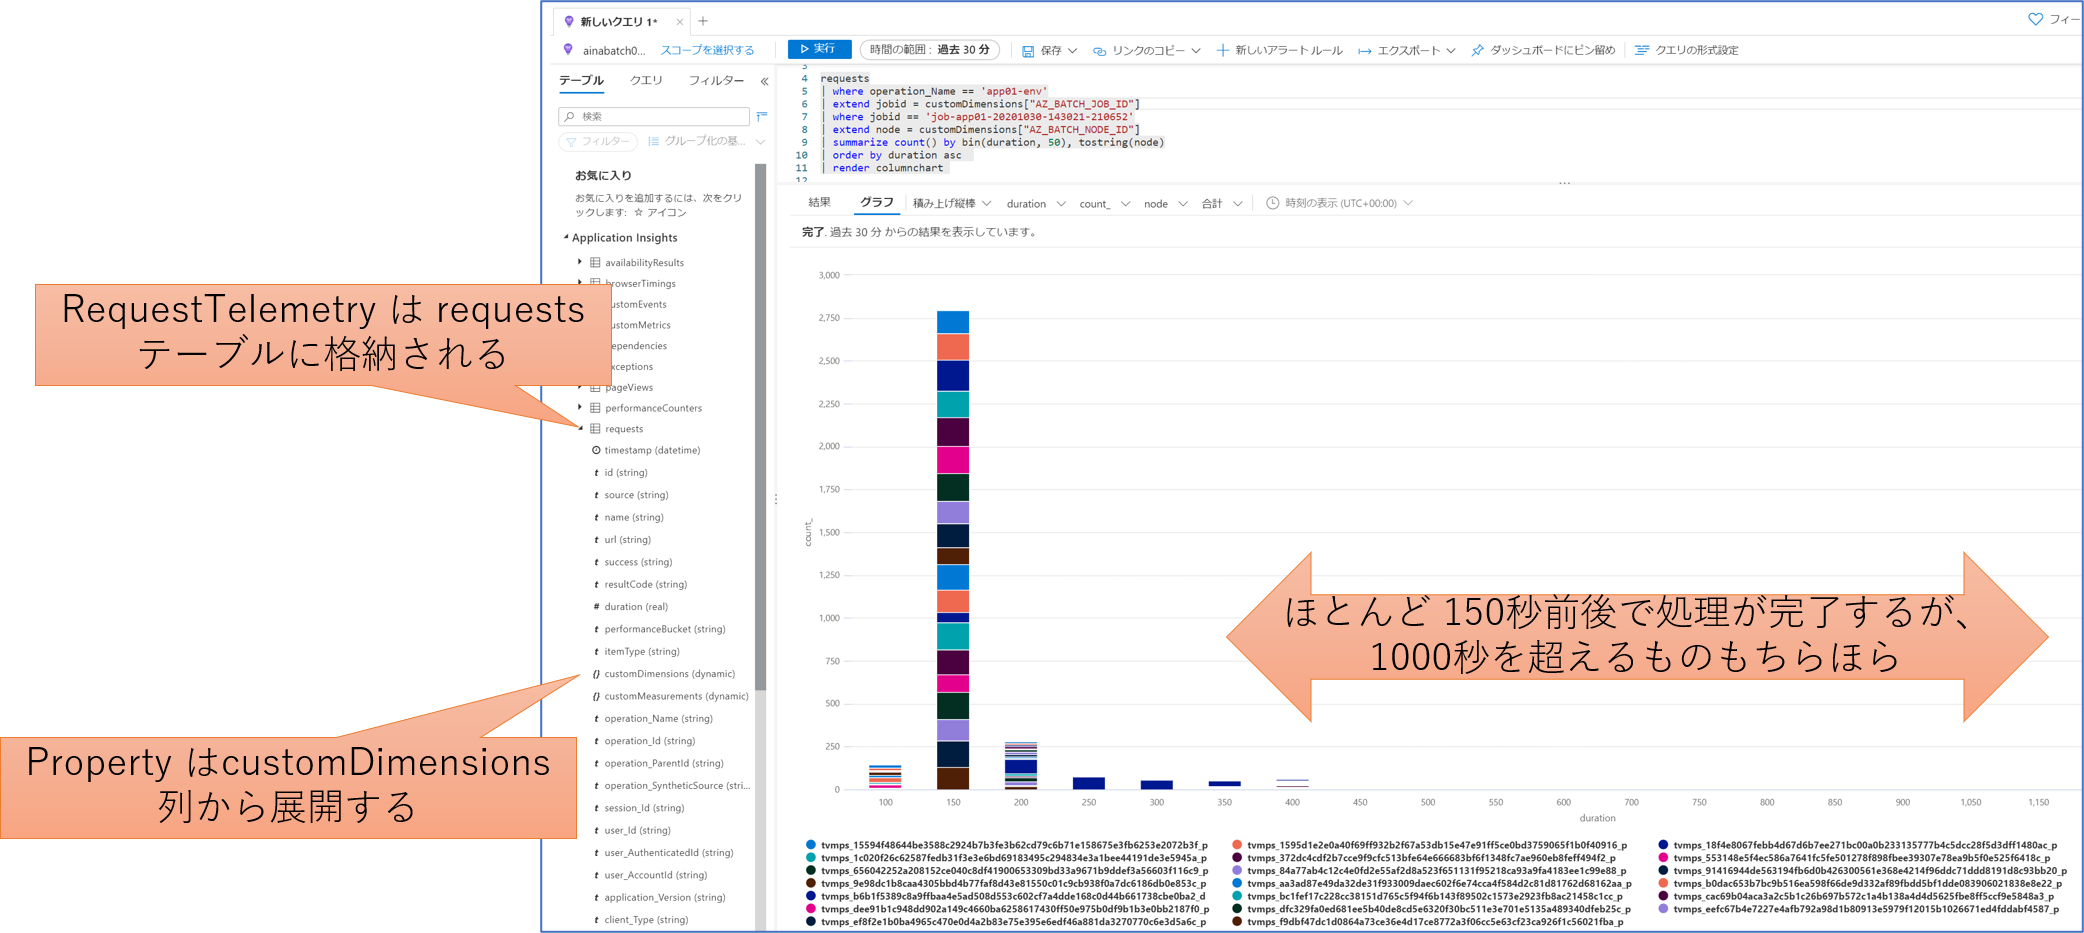 新しいクエリ 1*
× +
フィー
ainabatch0...
スコープを選択する
実行
時間の範囲 : 過去 30 分
保存
リンクのコピー
新しいアラート ルール
エクスポート
ダッシュボードにピン留め
クエリの形式設定
テーブル
クエリ
フィルター
«
検索
フィルター
グループ化の基...
3
4 requests
5 | where operation_Name == 'app01-env'
6 | extend jobid = customDimensions["AZ_BATCH_JOB_ID"]
7 | where jobid == 'job-app01-20201030-143021-210652'
8 | extend node = customDimensions["AZ_BATCH_NODE_ID"]
9 | summarize count() by bin(duration, 50), tostring(node)
10 | order by duration asc
11 | render columnchart
12
お気に入り
お気に入りを追加するには、次をクリ
ックします: ☆ アイコン
Application Insights
availabilityResults
browserTimings
ustomEvents
ustomMetrics
ependencies
xceptions
pageViews
performanceCounters
requests
timestamp (datetime)
t id (string)
t source (string)
t name (string)
t url (string)
t success (string)
t resultCode (string)
# duration (real)
t performanceBucket (string)
t itemType (string)
{} customDimensions (dynamic)
{} customMeasurements (dynamic)
t operation_Name (string)
t operation_Id (string)
t operation_ParentId (string)
t operation_SyntheticSource (stri...
t session_Id (string)
t user_Id (string)
t user_AuthenticatedId (string)
t user_AccountId (string)
t application_Version (string)
t client_Type (string)
RequestTelemetry は requests
テーブルに格納される
Property はcustomDimensions
列から展開する
結果
グラフ
積み上げ縦棒
duration
count_
node
合計
時刻の表示 (UTC+00:00)
完了. 過去 30 分 からの結果を表示しています。
3,000
2,750
2,500
2,250
2,000
1,750
1,500
1,250
1,000
750
500
250
0
count_
100 150 200 250 300 350 400 450 500 550 600 700 750 800 850 900 1,050 1,150
duration
ほとんど 150秒前後で処理が完了するが、
1000秒を超えるものもちらほら
tvmps_15594f48644be3588c2924b7b3fe3b62cd79c6b71e158675e3fb6253e2072b3f_p
tvmps_1595d1e2e0a40f69ff932b2f67a53db15e47e91ff5ce0bd3759065f1b0f40916_p
tvmps_18f4e8067febb4d67d6b7ee271bc00a0b233135777b4c5dcc28f5d3dff1480ac_p
tvmps_1c020f26c62587fedb31f3e3e6bd69183495c294834e3a1bee44191de3e5945a_p
tvmps_372dc4cdf2b7cce9f9cfc513bfe64e666683bf6f1348fc7ae960eb8feff494f2_p
tvmps_553148e5f4ec586a7641fc5fe501278f898fbee39307e78ea9b5f0e525f6418c_p
tvmps_656042252a208152ce040c8df41900653309bd33a9671b9ddef3a56603f116c9_p
tvmps_84a77ab4c12c4e0fd2e55af2d8a523f651131f95218ca93a9fa4183ee1c99e88_p
tvmps_91416944de563194fb6d0b426300561e368e4214f96ddc71ddd8191d8c93bb20_p
tvmps_9e98dc1b8caa4305bbd4b77faf8d43e81550c01c9cb938f0a7dc6186db0e853c_p
tvmps_aa3ad87e49da32de31f933009daec602f6e74cca4f584d2c81d81762d68162aa_p
tvmps_b0dac653b7bc9b516ea598f66de9d332af89fbdd5bf1dde083906021838e8e22_p
tvmps_b6b1f5389c8a9ffbaa4e5ad508d553c602cf7a4dde168c0d44b661738cbe0ba2_d
tvmps_bc1fef17c228cc38151d765c5f94f6b143f89502c1573e2923fb8ac21458c1cc_p
tvmps_cac69b04aca3a2c5b1c26b697b572c1a4b138a4d4d5625fbe8ff5ccf9e5848a3_p
tvmps_dee91b1c948dd902a149c4660ba6258617430ff50e975b0df9b1b3e0bb2187f0_p
tvmps_dfc329fa0ed681ee5b40de8cd5e6320f30bc511e3e701e5135a489340dfeb25c_p
tvmps_eefc67b4e7227e4afb792a98d1b80913e5979f12015b1026671ed4fddabf4587_p
tvmps_ef8f2e1b0ba4965c470e0d4a2b83e75e395e6edf46a881da3270770c6e3d5a6c_p
tvmps_f9dbf47dc1d0864a73ce36e4d17ce8772a3f06cc5e63cf23ca926f1c56021fba_p